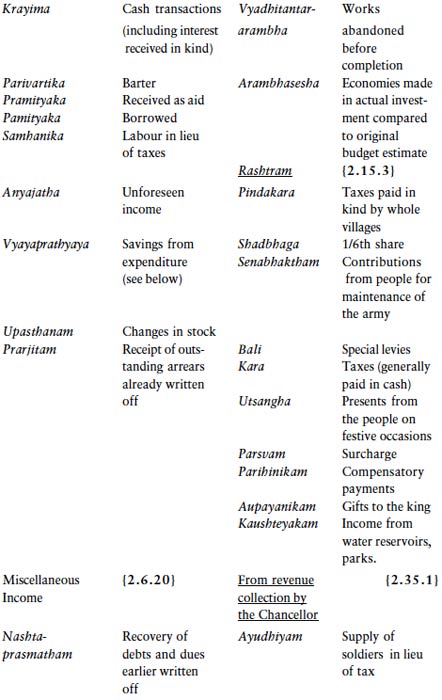 Krayima Cash transactions
(including interest
received in kind)
Parivartika Barter
Pramityaka Received as aid
Pamityaka Borrowed
Samhanika Labour in lieu
of taxes
Anyajatha Unforeseen
income
Vyayaprathyaya Savings from
expenditure
(see below)
Upasthanam Changes in stock
Prarjitam Receipt of outs-
tanding arrears
already written
off
Miscellaneous {2.6.20}
Income
Nashta- Recovery of
prasmatham debts and dues
earlier written
off
Vyadhitantar- Works
arambha abandoned
before
completion
Arambhasesha Economies made
in actual invest-
ment compared
to original
budget estimate
Rashtram {2.15.3}
Pindakara Taxes paid in
kind by whole
villages
Shadbhaga 1/6th share
Senabhaktham Contributions
from people for
maintenance of
the army
Bali Special levies
Kara Taxes (generally
paid in cash)
Utsangha Presents from
the people on
festive occasions
Parsvam Surcharge
Parihinikam Compensatory
payments
Aupayanikam Gifts to the king
Kaushteyakam Income from
water reservoirs,
parks.
From revenue {2.35.1}
collection by
the Chancellor
Ayudhiyam Supply of
soldiers in lieu
of tax